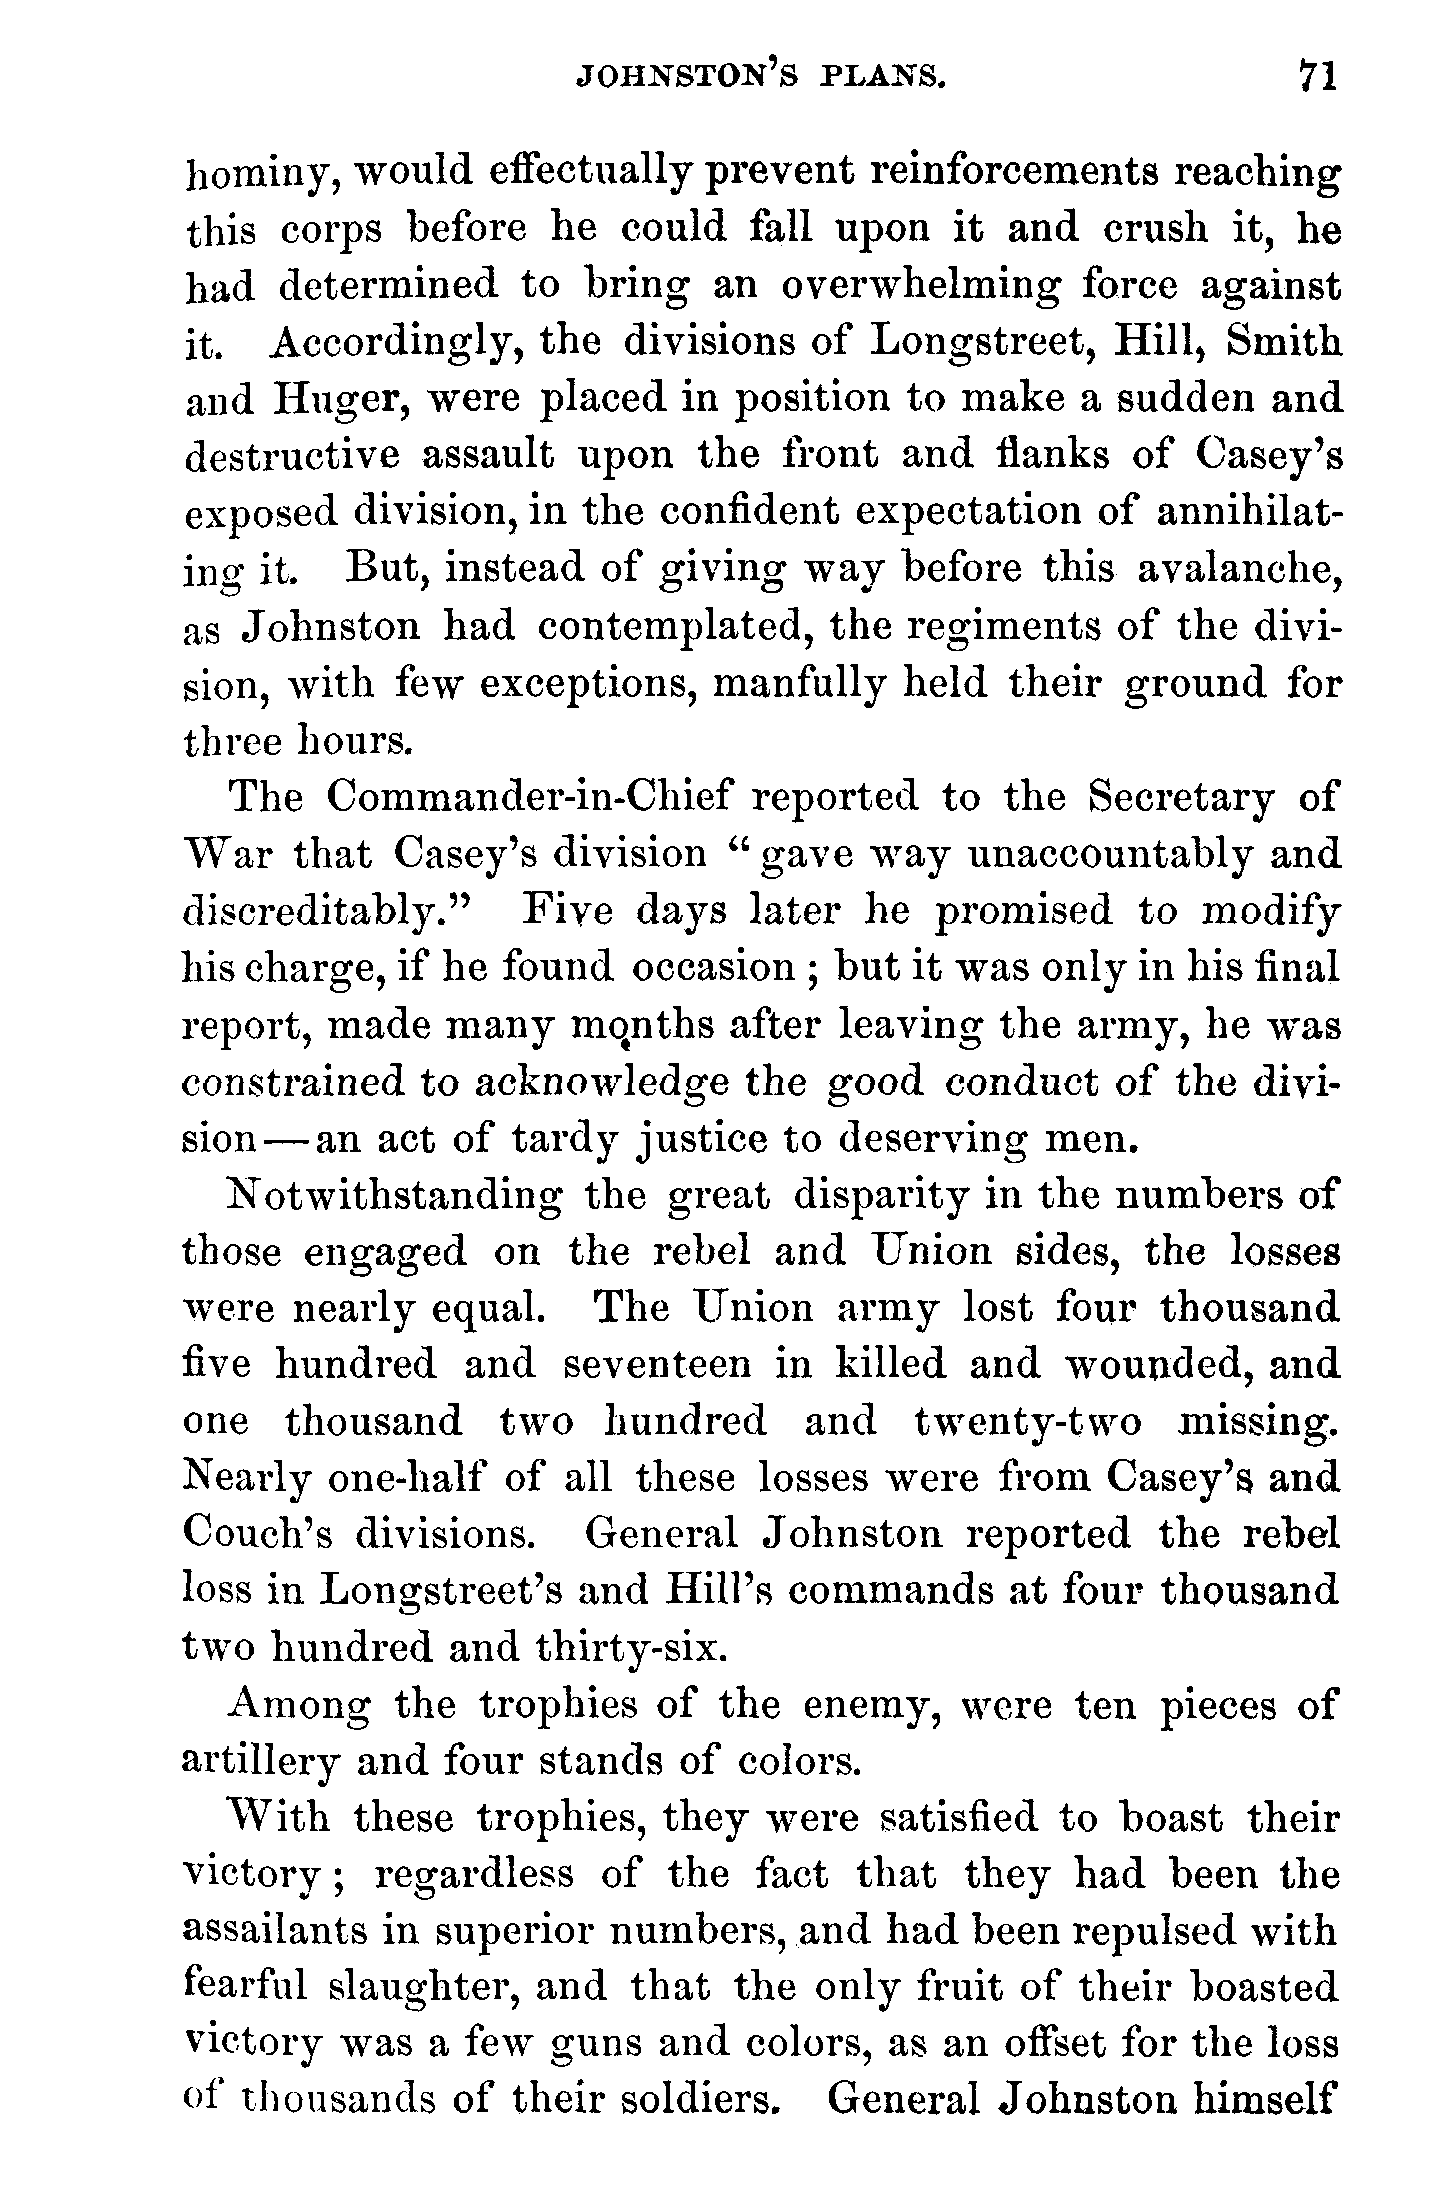 JOHNSTON'S PLANS. 71
hominy, would effectually prevent reinforcements reaching
this corps before he could fall upon it and crush it, he
had determined to bring an overwhelming force against
it. Accordingly, the divisions of Longstreet, Hill, Smith
and Huger, were placed in position to make a sudden and
destructive assault upon the front and flanks of Casey's
exposed division, in the confident expectation of annihilat-
ing it. But, instead of giving way before this avalanche,
as Johnston had contemplated, the regiments of the divi-
sion, with few exceptions, manfully held their ground for
three hours.
The Commander-in-Chief reported to the Secretary of
War that Casey's division “ gave way unaccountably and
discreditably.” Five days later he promised to modify
his charge, if he found occasion ; but it was only in his final
report, made many months after leaving the army, he was
constrained to acknowledge the good conduct of the divi-
sion—an act of tardy justice to deserving men.
Notwithstanding the great disparity in the numbers of
those engaged on the rebel and Union sides, the losses
were nearly equal. The Union army lost four thousand
five hundred and seventeen in killed and wounded, and
one thousand two hundred and twenty-two missing.
Nearly one-half of all these losses were from Casey's and
Couch's divisions. General Johnston reported the rebel
loss in Longstreet's and Hill's commands at four thousand
two hundred and thirty-six.
Among the trophies of the enemy, were ten pieces of
artillery and four stands of colors.
With these trophies, they were satisfied to boast their
victory ; regardless of the fact that they had been the
assailants in superior numbers, and had been repulsed with
fearful slaughter, and that the only fruit of their boasted
victory was a few guns and colors, as an offset for the loss
of thousands of their soldiers. General Johnston himself